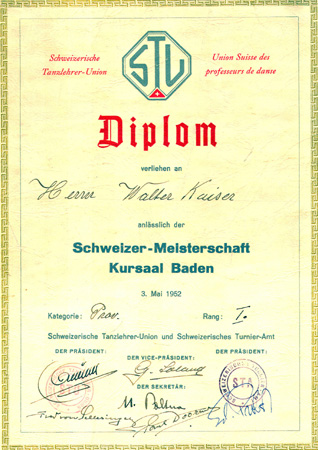 Schweizerische
Tanzlehrer-Union
STU
Union Suisse des
professeurs de danse
Diplom
verliehen an
Herrn Walter Kaiser
anlässlich der
Schweizer-Meisterschaft
Kursaal Baden
3. Mai 1952
Kategorie: Prov. Rang: I.
Schweizerische Tanzlehrer-Union und Schweizerisches Turnier-Amt
DER PRÄSIDENT: DER VICE-PRÄSIDENT: DER PRÄSIDENT:
DER SEKRETÄR:
STA